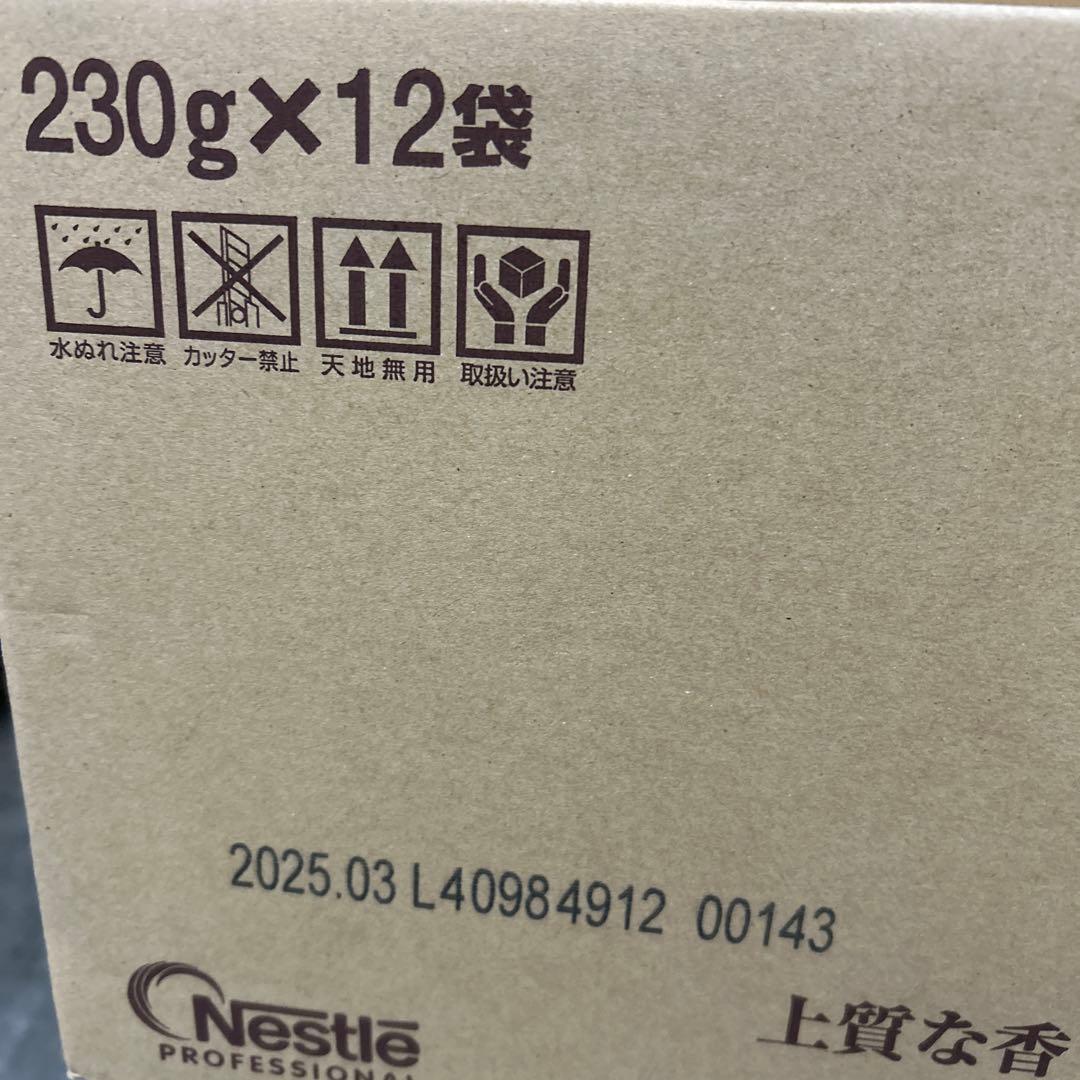 230g×12袋
水ぬれ注意 カッター禁止 天地無用 取扱い注意
2025.03 L40984912 00143
Nestlé
PROFESSIONAL
上質な香